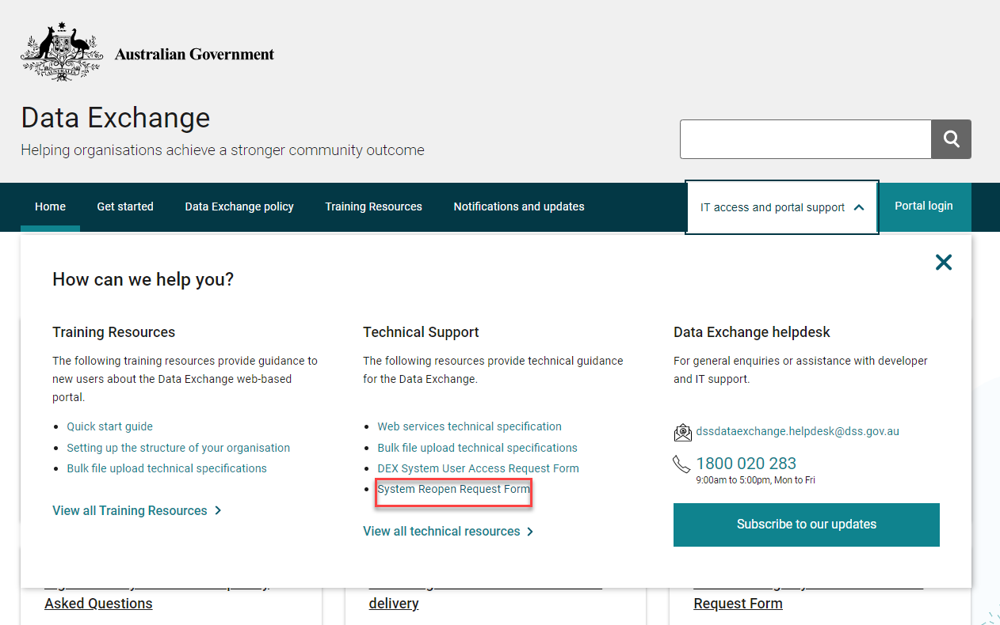 AUSTRALIA
Australian Government
Data Exchange
Helping organisations achieve a stronger community outcome
Home
Get started
Data Exchange policy
Training Resources
Notifications and updates
IT access and portal support
Portal login
How can we help you?
Training Resources
The following training resources provide guidance to
new users about the Data Exchange web-based
portal.
Quick start guide
Setting up the structure of your organisation
Bulk file upload technical specifications
View all Training Resources
Technical Support
The following resources provide technical guidance
for the Data Exchange.
Web services technical specification
Bulk file upload technical specifications
DEX System User Access Request Form
System Reopen Request Form
View all technical resources
Data Exchange helpdesk
For general enquiries or assistance with developer
and IT support.
dssdataexchange.helpdesk@dss.gov.au
1800 020 283
9:00am to 5:00pm, Mon to Fri
Subscribe to our updates
Asked Questions
delivery
Request Form